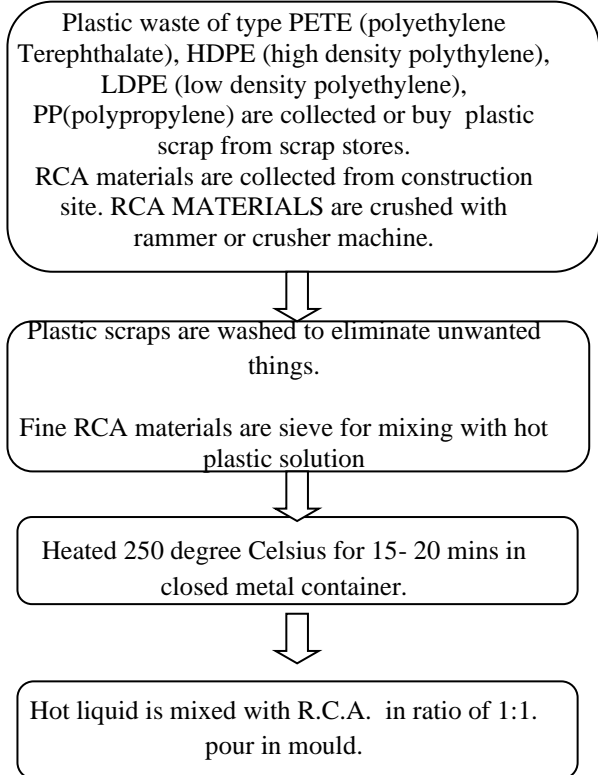 Plastic waste of type PETE (polyethylene
Terephthalate), HDPE (high density polythylene),
LDPE (low density polyethylene),
PP(polypropylene) are collected or buy plastic
scrap from scrap stores.
RCA materials are collected from construction
site. RCA MATERIALS are crushed with
rammer or crusher machine.
Plastic scraps are washed to eliminate unwanted
things.
Fine RCA materials are sieve for mixing with hot
plastic solution
Heated 250 degree Celsius for 15- 20 mins in
closed metal container.
Hot liquid is mixed with R.C.A. in ratio of 1:1.
pour in mould.